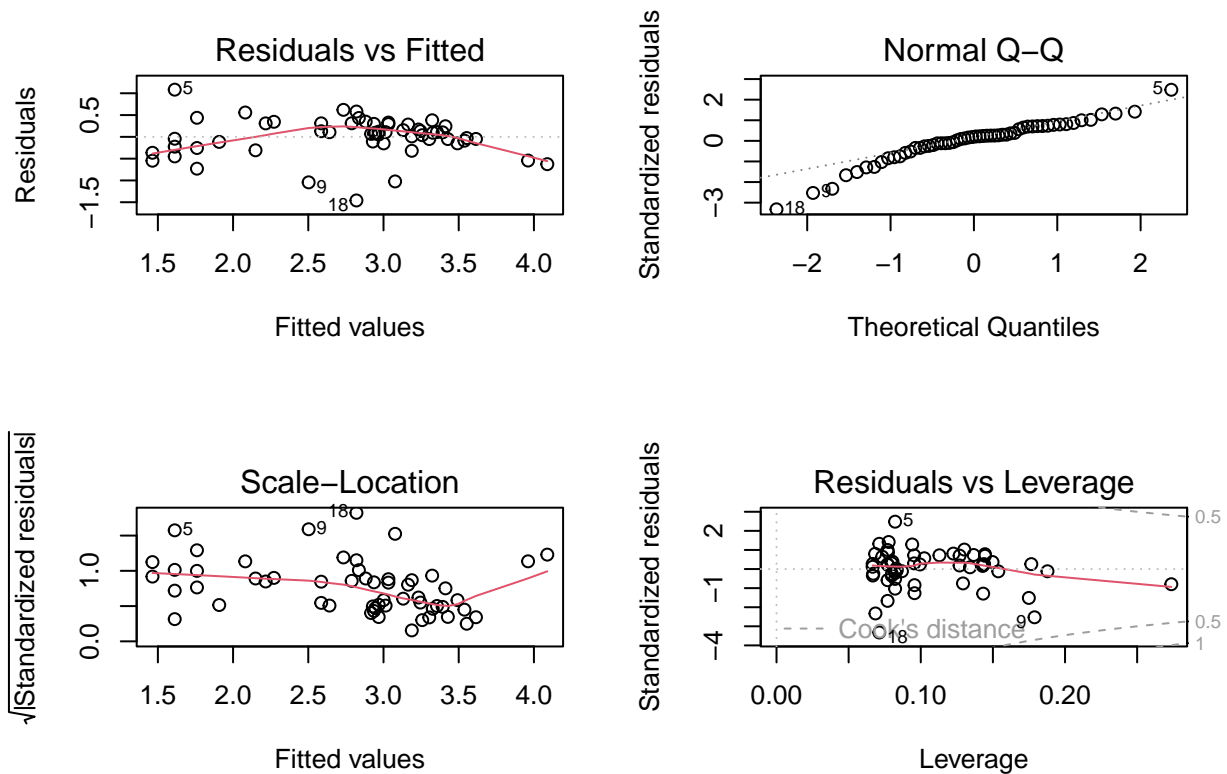 Residuals vs Fitted
Residuals
0.5
−1.5
5
9
18
1.5 2.0 2.5 3.0 3.5 4.0
Fitted values
Normal Q−Q
Standardized residuals
2
0
−3
5
9
18
−2 −1 0 1 2
Theoretical Quantiles
Scale−Location
√|Standardized residuals|
1.0
0.0
18
5
9
1.5 2.0 2.5 3.0 3.5 4.0
Fitted values
Residuals vs Leverage
Standardized residuals
2
−1
−4
5
0.5
9
0.5
Cook's distance
18
1
0.00 0.10 0.20
Leverage